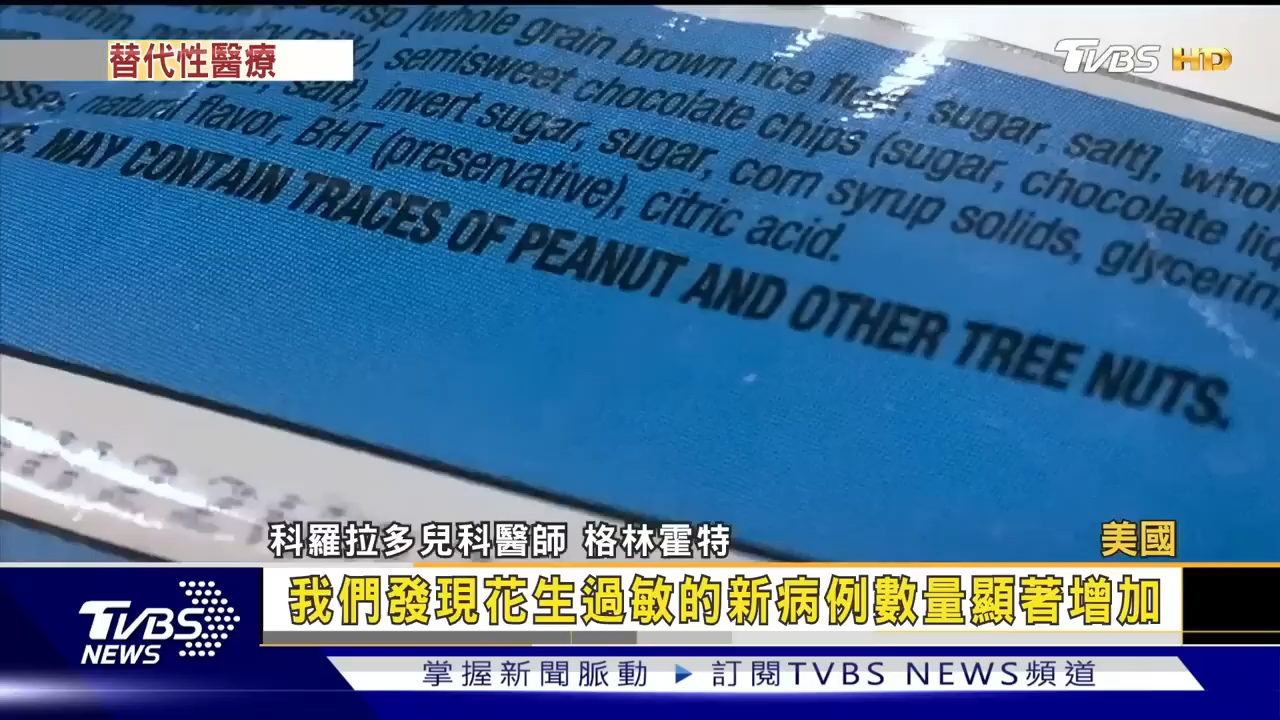 crisp [whole grain brown rice flour, sugar, salt], whol
semisweet chocolate chips (sugar, chocolate liq
salt), invert sugar, sugar, corn syrup solids, glycerin,
natural flavor, BHT (preservative), citric acid.
MAY CONTAIN TRACES OF PEANUT AND OTHER TREE NUTS.
替代性醫療
TVBS HD
科羅拉多兒科醫師 格林霍特
美國
我們發現花生過敏的新病例數量顯著增加
TVBS NEWS
掌握新聞脈動 ▶ 訂閱TVBS NEWS頻道